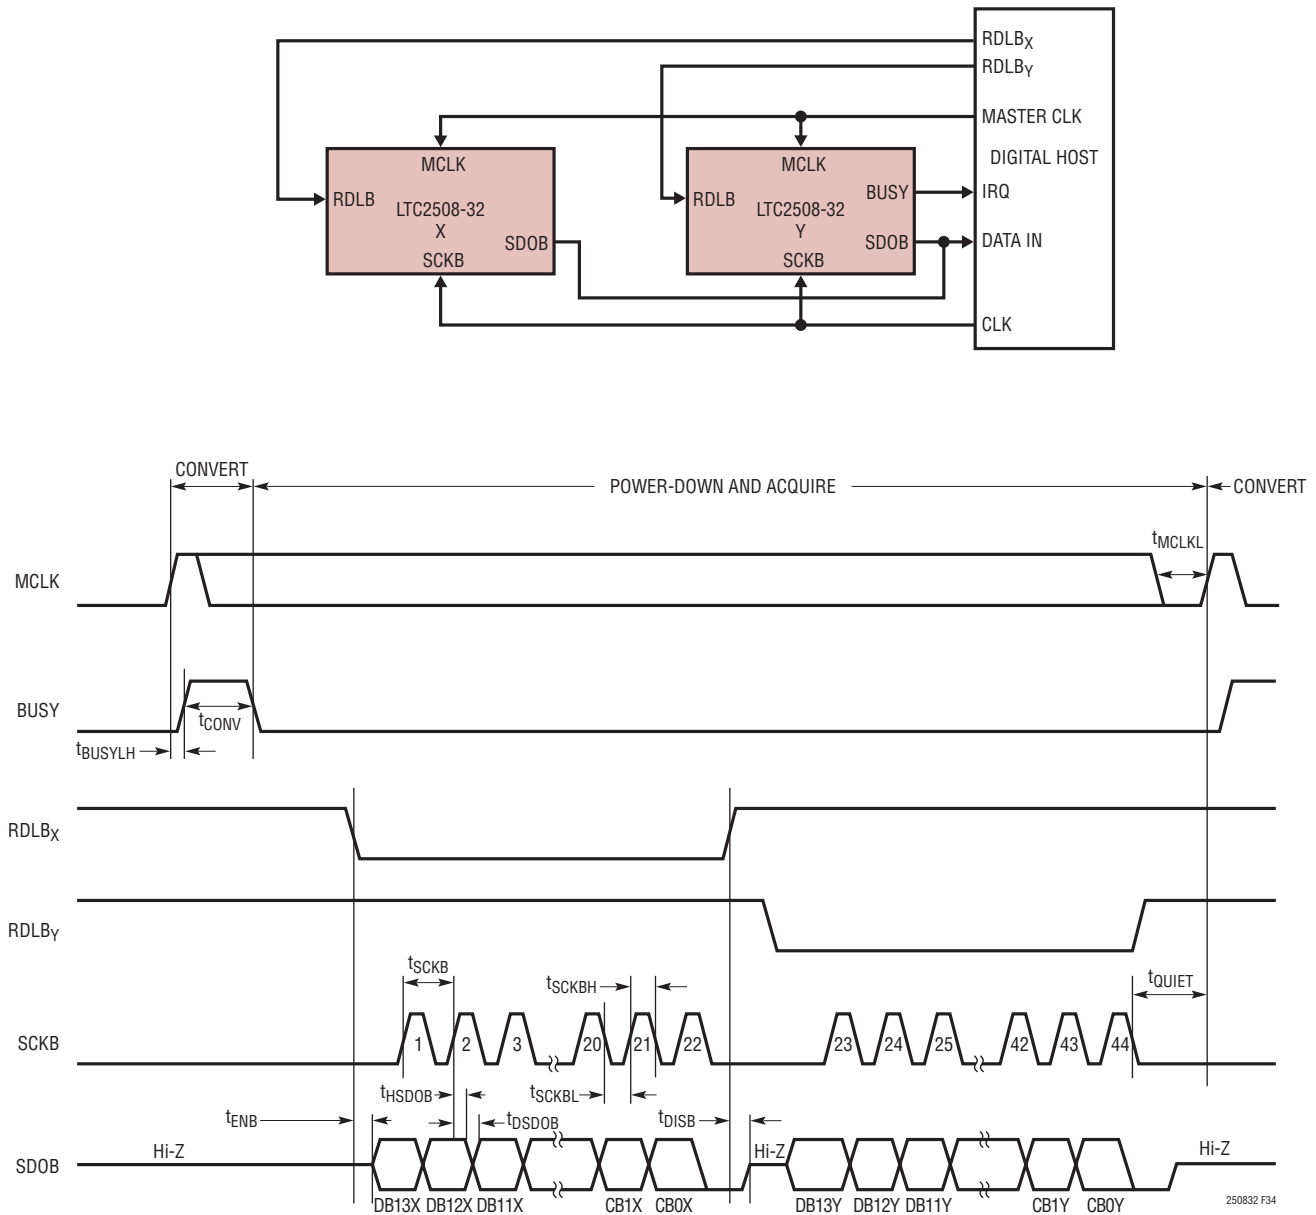 RDLBX
RDLBY
MASTER CLK
MCLK
MCLK
DIGITAL HOST
RDLB
LTC2508-32
X
SDOB
SCKB
RDLB
LTC2508-32
Y
BUSY
SDOB
SCKB
IRQ
DATA IN
CLK
CONVERT
POWER-DOWN AND ACQUIRE
CONVERT
MCLK
tMCLKL
BUSY
tCONV
tBUSYLH
RDLBX
RDLBY
tSCKB
tSCKBH
tQUIET
SCKB
1 2 3 20 21 22 23 24 25 42 43 44
tHSDOB
tSCKBL
tENB
tDSDOB
tDISB
SDOB
Hi-Z
Hi-Z
Hi-Z
DB13X DB12X DB11X CB1X CB0X DB13Y DB12Y DB11Y CB1Y CB0Y
250832 F34